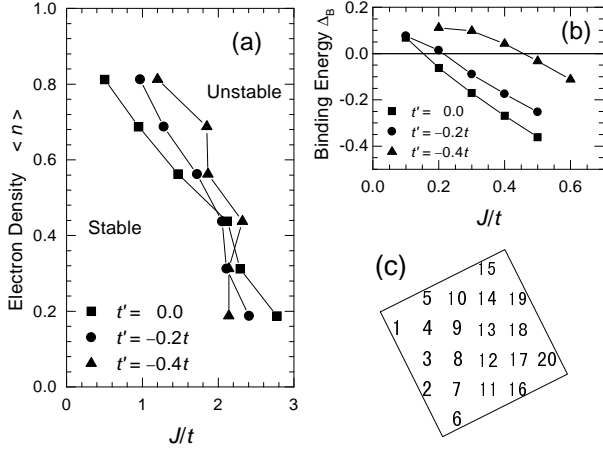 (a)
Unstable
Stable
Electron Density < n >
1.0
0.8
0.6
0.4
0.2
0.0
t' = 0.0
t' = −0.2t
t' = −0.4t
0
1
2
3
J/t
(b)
Binding Energy Δ_B
0.2
0.0
-0.2
-0.4
t' = 0.0
t' = −0.2t
t' = −0.4t
0.0 0.2 0.4 0.6
J/t
(c)
15
5 10 14 19
1 4 9 13 18
3 8 12 17 20
2 7 11 16
6